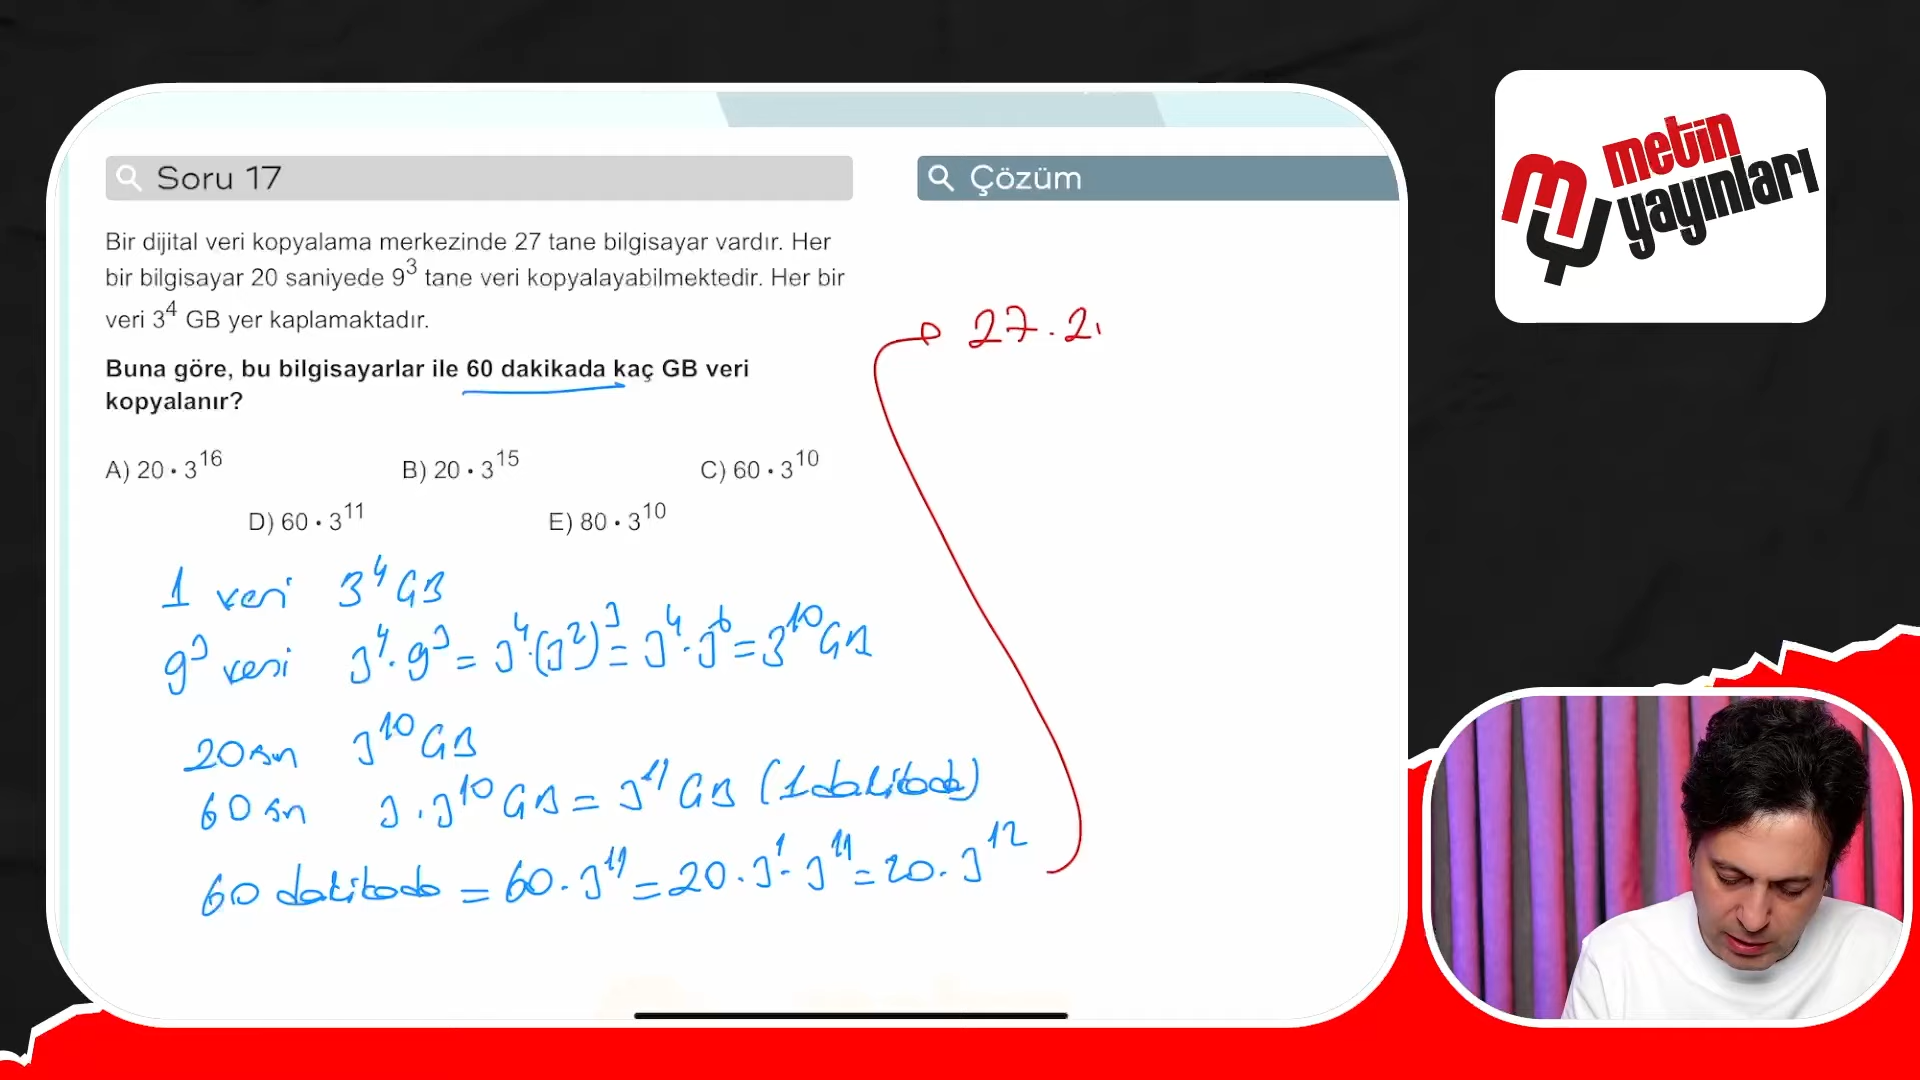 Soru 17
Bir dijital veri kopyalama merkezinde 27 tane bilgisayar vardır. Her
bir bilgisayar 20 saniyede 9³ tane veri kopyalayabilmektedir. Her bir
veri 3⁴ GB yer kaplamaktadır.
Buna göre, bu bilgisayarlar ile 60 dakikada kaç GB veri
kopyalanır?
A) 20 • 3¹⁶ B) 20 • 3¹⁵ C) 60 • 3¹⁰
D) 60 • 3¹¹ E) 80 • 3¹⁰
1 veri 3⁴ GB
9³ veri 3⁴ . 9³ = 3⁴ . (3²)³ = 3⁴ . 3⁶ = 3¹⁰ GB
20 sn 3¹⁰ GB
60 sn 3 . 3¹⁰ GB = 3¹¹ GB (1 dakikada)
60 dakikada = 60 . 3¹¹ = 20 . 3¹ . 3¹¹ = 20 . 3¹²
Çözüm
27 . 2
metin
yayınları